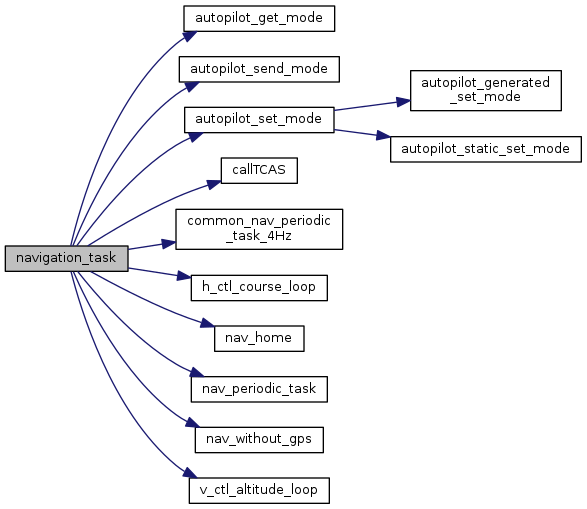 autopilot_get_mode
autopilot_send_mode
autopilot_generated
_set_mode
autopilot_set_mode
autopilot_static_set_mode
callTCAS
common_nav_periodic
_task_4Hz
navigation_task
h_ctl_course_loop
nav_home
nav_periodic_task
nav_without_gps
v_ctl_altitude_loop